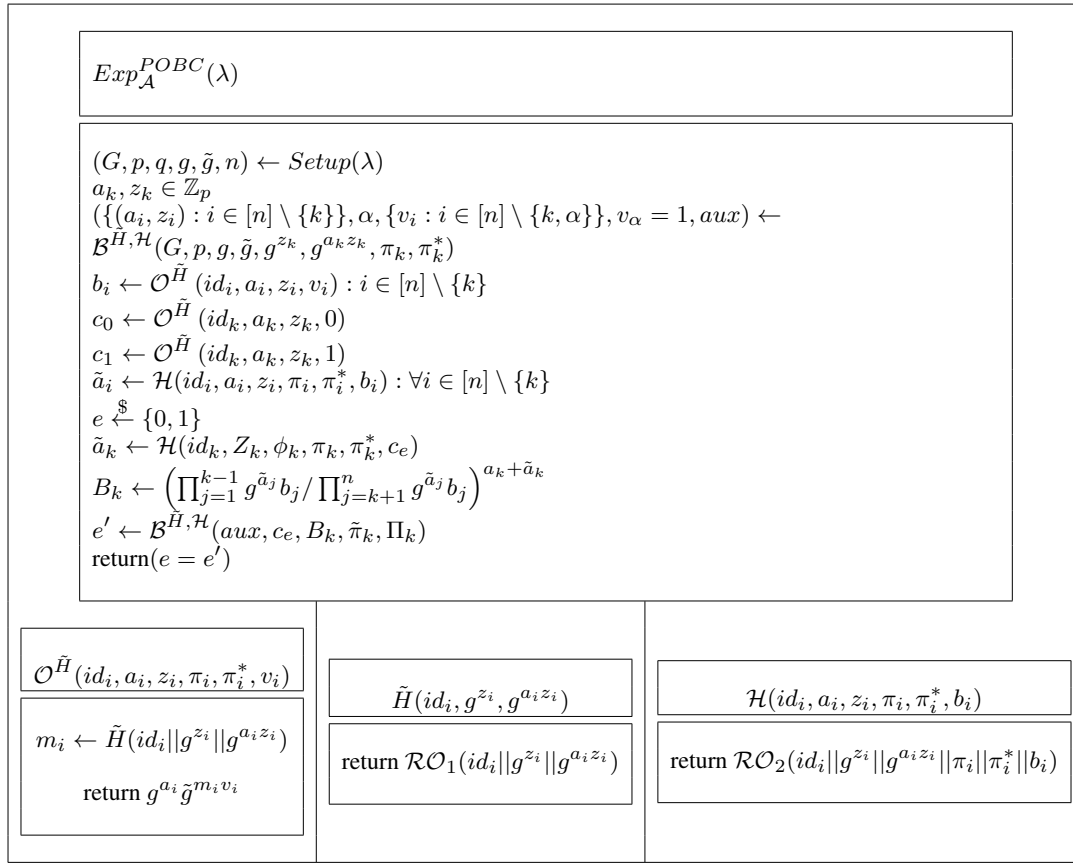 $Exp_{\mathcal{A}}^{POBC}(\lambda)$
$(G, p, q, g, \tilde{g}, n) \leftarrow Setup(\lambda)$
$a_k, z_k \in \mathbb{Z}_p$
$(\{(a_i, z_i) : i \in [n] \setminus \{k\}\}, \alpha, \{v_i : i \in [n] \setminus \{k, \alpha\}\}, v_\alpha = 1, aux) \leftarrow$
$\mathcal{B}^{\tilde{H}, \mathcal{H}}(G, p, g, \tilde{g}, g^{z_k}, g^{a_k z_k}, \pi_k, \pi_k^*)$
$b_i \leftarrow \mathcal{O}^{\tilde{H}}(id_i, a_i, z_i, v_i) : i \in [n] \setminus \{k\}$
$c_0 \leftarrow \mathcal{O}^{\tilde{H}}(id_k, a_k, z_k, 0)$
$c_1 \leftarrow \mathcal{O}^{\tilde{H}}(id_k, a_k, z_k, 1)$
$\tilde{a}_i \leftarrow \mathcal{H}(id_i, a_i, z_i, \pi_i, \pi_i^*, b_i) : \forall i \in [n] \setminus \{k\}$
$e \stackrel{\$}{\leftarrow} \{0, 1\}$
$\tilde{a}_k \leftarrow \mathcal{H}(id_k, Z_k, \phi_k, \pi_k, \pi_k^*, c_e)$
$B_k \leftarrow \left( \prod_{j=1}^{k-1} g^{\tilde{a}_j} b_j / \prod_{j=k+1}^{n} g^{\tilde{a}_j} b_j \right)^{a_k + \tilde{a}_k}$
$e' \leftarrow \mathcal{B}^{\tilde{H}, \mathcal{H}}(aux, c_e, B_k, \tilde{\pi}_k, \Pi_k)$
return$(e = e')$
$\mathcal{O}^{\tilde{H}}(id_i, a_i, z_i, \pi_i, \pi_i^*, v_i)$
$m_i \leftarrow \tilde{H}(id_i || g^{z_i} || g^{a_i z_i})$
return $g^{a_i} \tilde{g}^{m_i v_i}$
$\tilde{H}(id_i, g^{z_i}, g^{a_i z_i})$
return $\mathcal{RO}_1(id_i || g^{z_i} || g^{a_i z_i})$
$\mathcal{H}(id_i, a_i, z_i, \pi_i, \pi_i^*, b_i)$
return $\mathcal{RO}_2(id_i || g^{z_i} || g^{a_i z_i} || \pi_i || \pi_i^* || b_i)$